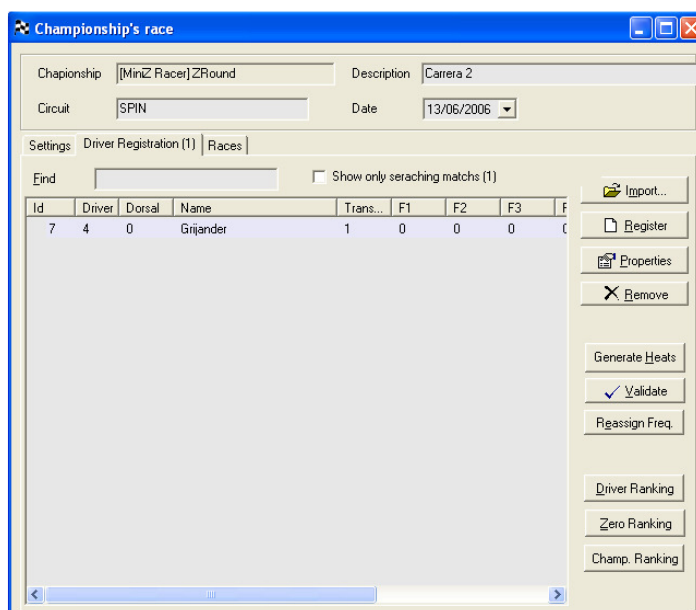 Championship's race
Chapionship [MiniZ Racer] ZRound Description Carrera 2
Circuit SPIN Date 13/06/2006
Settings Driver Registration (1) Races
Find Show only seraching matchs (1)
Id Driver Dorsal Name Trans... F1 F2 F3 F
7 4 0 Grijander 1 0 0 0 0
Import...
Register
Properties
Remove
Generate Heats
Validate
Reassign Freq.
Driver Ranking
Zero Ranking
Champ. Ranking